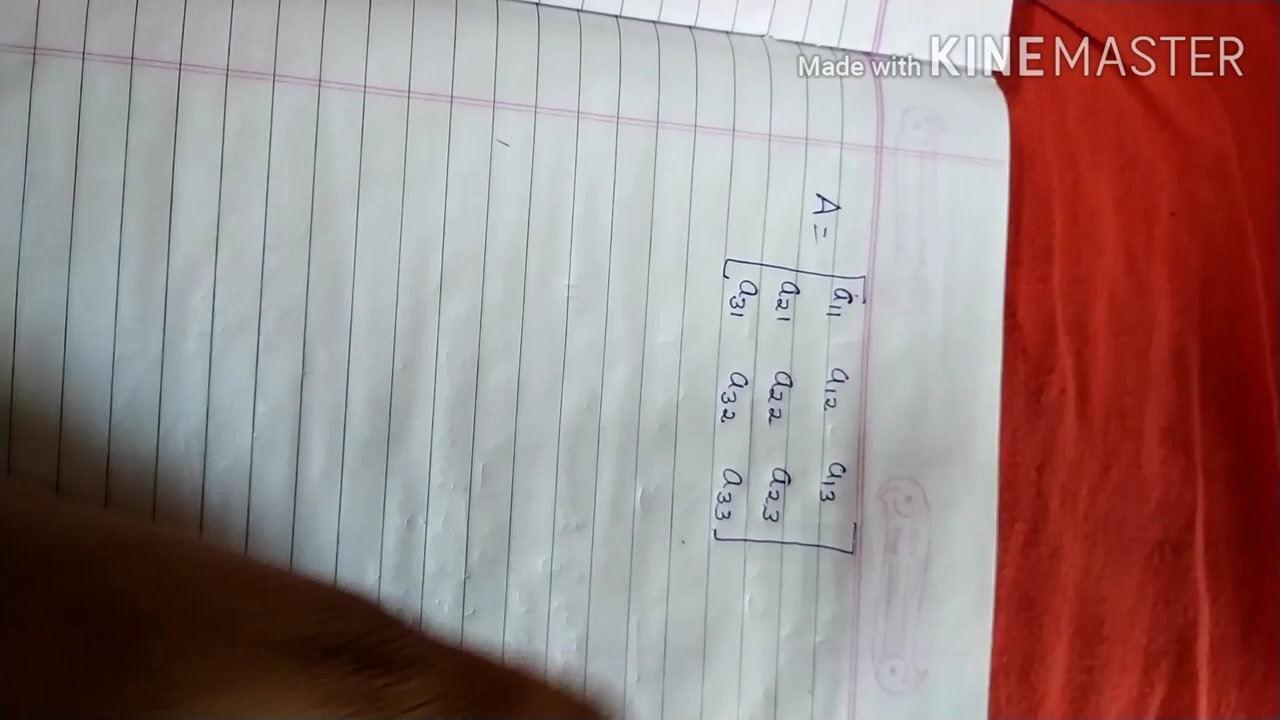 Made with KINEMASTER
A = [ a11 a12 a13
a21 a22 a23
a31 a32 a33 ]